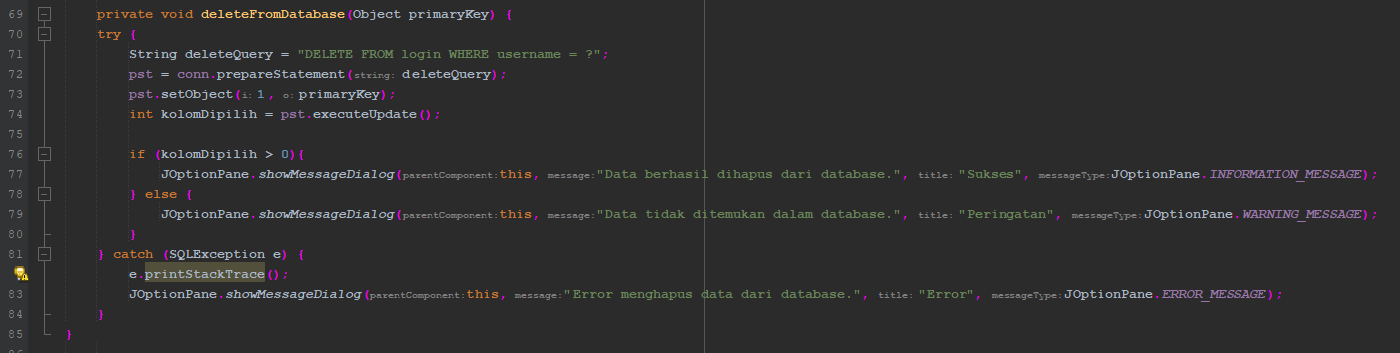 69 private void deleteFromDatabase(Object primaryKey) {
70 try {
71 String deleteQuery = "DELETE FROM login WHERE username = ?";
72 pst = conn.prepareStatement(string: deleteQuery);
73 pst.setObject(i: 1, o: primaryKey);
74 int kolomDipilih = pst.executeUpdate();
75
76 if (kolomDipilih > 0){
77 JOptionPane.showMessageDialog(parentComponent: this, message: "Data berhasil dihapus dari database.", title: "Sukses", messageType: JOptionPane.INFORMATION_MESSAGE);
78 } else {
79 JOptionPane.showMessageDialog(parentComponent: this, message: "Data tidak ditemukan dalam database.", title: "Peringatan", messageType: JOptionPane.WARNING_MESSAGE);
80 }
81 } catch (SQLException e) {
e.printStackTrace();
83 JOptionPane.showMessageDialog(parentComponent: this, message: "Error menghapus data dari database.", title: "Error", messageType: JOptionPane.ERROR_MESSAGE);
84 }
85 }